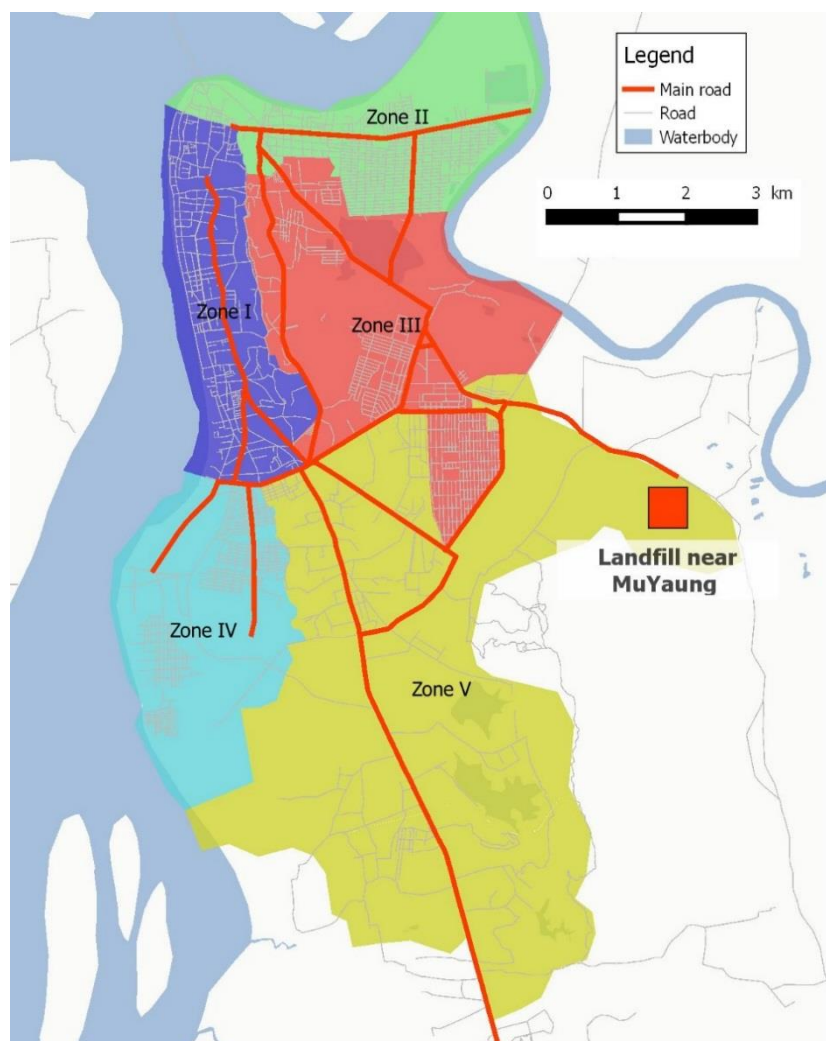 Legend
Main road
Road
Waterbody
0 1 2 3 km
Zone II
Zone I
Zone III
Landfill near
MuYaung
Zone IV
Zone V